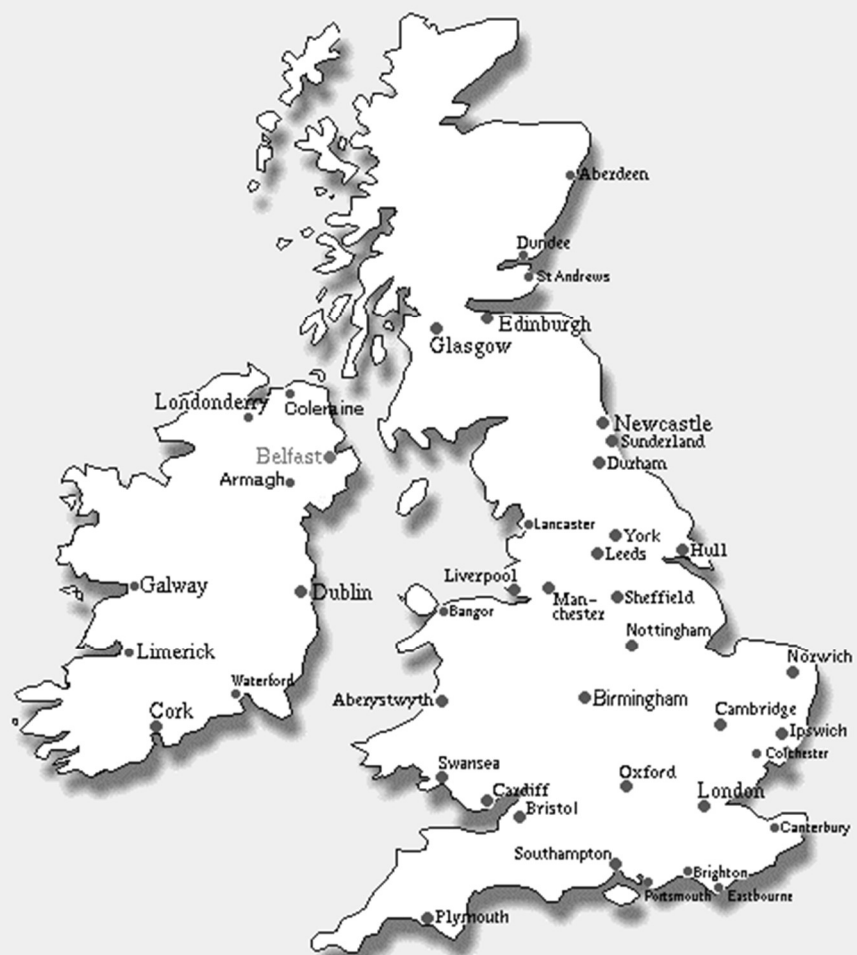 Aberdeen
Dundee
St Andrews
Edinburgh
Glasgow
Londonderry
Coleraine
Newcastle
Sunderland
Belfast
Durham
Armagh
Lancaster
York
Hull
Leeds
Liverpool
Galway
Dublin
Man-
chester
Sheffield
Bangor
Nottingham
Limerick
Norwich
Waterford
Aberystwyth
Birmingham
Cork
Cambridge
Ipswich
Colchester
Swansea
Oxford
Cardiff
London
Bristol
Canterbury
Southampton
Brighton
Portsmouth
Eastbourne
Plymouth